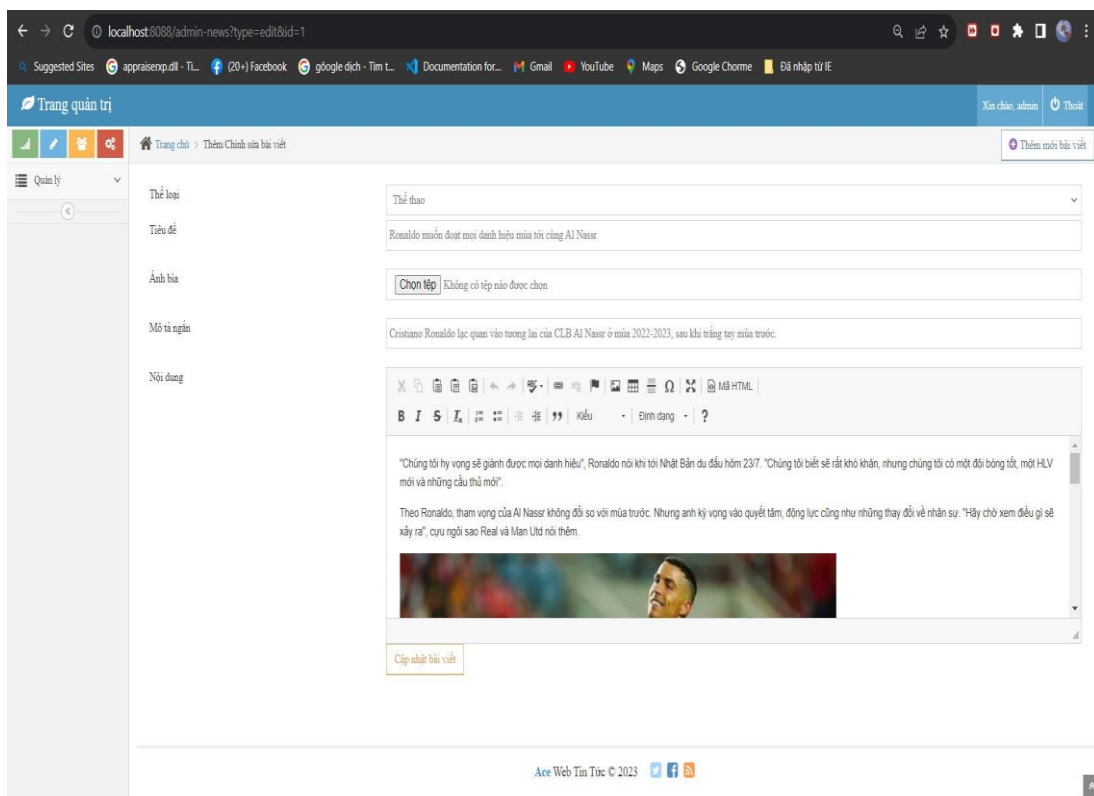 localhost:8088/admin-news?type=edit&id=1
Suggested Sites appraiserxp.dll - Ti... (20+) Facebook gôogle dịch - Tìm t... Documentation for... Gmail YouTube Maps Google Chorme Đã nhập từ IE
Trang quản trị Xin chào, admin Thoát
Trang chủ > Thêm/Chỉnh sửa bài viết Thêm mới bài viết
Quản lý
Thể loại Thể thao
Tiêu đề Ronaldo muốn đoạt mọi danh hiệu mùa tới cùng Al Nassr
Ảnh bìa Chọn tệp Không có tệp nào được chọn
Mô tả ngắn Cristiano Ronaldo lạc quan vào tương lai của CLB Al Nassr ở mùa 2022-2023, sau khi trắng tay mùa trước.
Nội dung
Mã HTML
B I S Ix Kiểu Định dạng ?
"Chúng tôi hy vọng sẽ giành được mọi danh hiệu", Ronaldo nói khi tới Nhật Bản du đấu hôm 23/7. "Chúng tôi biết sẽ rất khó khăn, nhưng chúng tôi có một đội bóng tốt, một HLV
mới và những cầu thủ mới".
Theo Ronaldo, tham vọng của Al Nassr không đổi so với mùa trước. Nhưng anh kỳ vọng vào quyết tâm, động lực cũng như những thay đổi về nhân sự. "Hãy chờ xem điều gì sẽ
xảy ra", cựu ngôi sao Real và Man Utd nói thêm.
Cập nhật bài viết
Ace Web Tin Tức © 2023